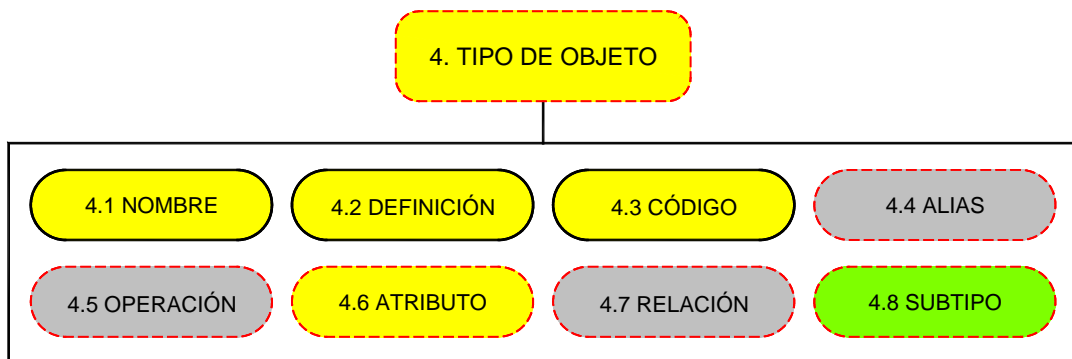 4. TIPO DE OBJETO
4.1 NOMBRE
4.2 DEFINICIÓN
4.3 CÓDIGO
4.4 ALIAS
4.5 OPERACIÓN
4.6 ATRIBUTO
4.7 RELACIÓN
4.8 SUBTIPO